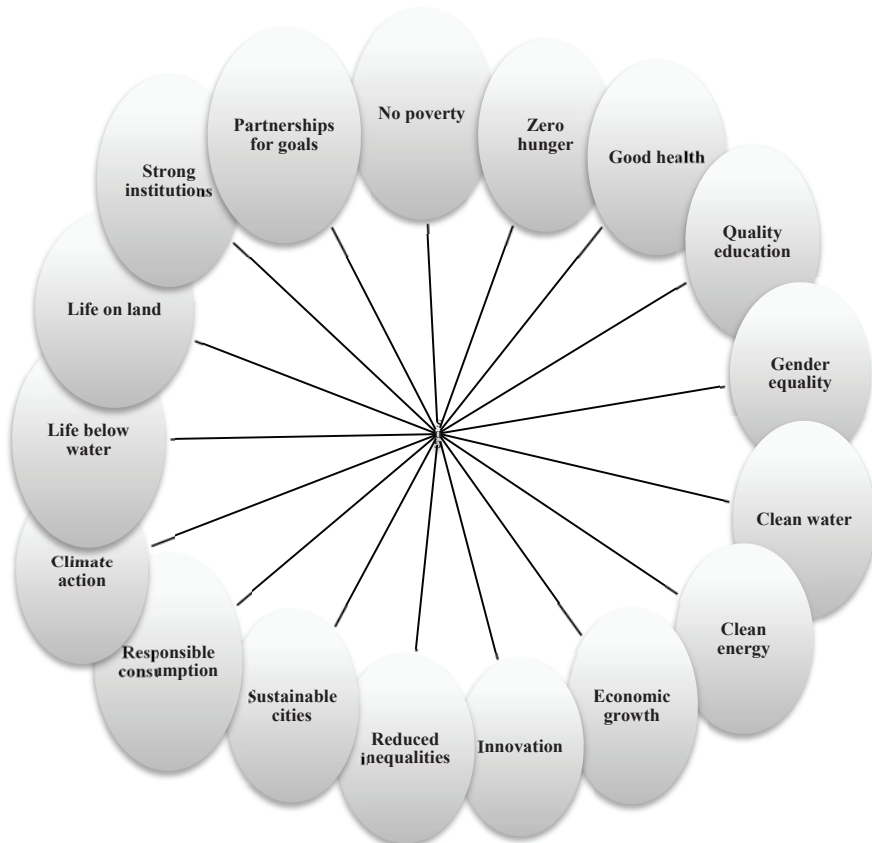 No poverty
Zero
hunger
Good health
Quality
education
Gender
equality
Clean water
Clean
energy
Economic
growth
Innovation
Reduced
inequalities
Sustainable
cities
Responsible
consumption
Climate
action
Life below
water
Life on land
Strong
institutions
Partnerships
for goals